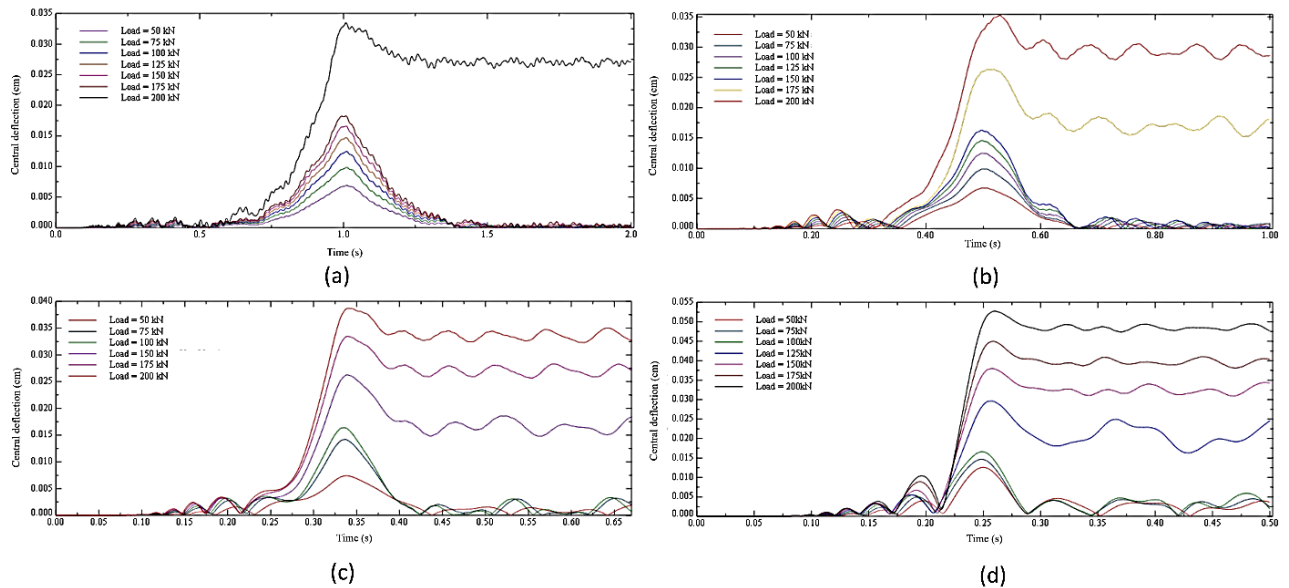 0.035
0.030
0.025
0.020
0.015
0.010
0.005
0.000
Central deflection (cm)
Load = 50 kN
Load = 75 kN
Load = 100 kN
Load = 125 kN
Load = 150 kN
Load = 175 kN
Load = 200 kN
0.0 0.5 1.0 1.5 2.0
Time (s)
(a)
0.035
0.030
0.025
0.020
0.015
0.010
0.005
0.000
Central deflection (cm)
Load = 50 kN
Load = 75 kN
Load = 100 kN
Load = 125 kN
Load = 150 kN
Load = 175 kN
Load = 200 kN
0.00 0.20 0.40 0.60 0.80 1.00
Time (s)
(b)
0.040
0.035
0.030
0.025
0.020
0.015
0.010
0.005
0.000
Central deflection (cm)
Load = 50 kN
Load = 75 kN
Load = 100 kN
Load = 150 kN
Load = 175 kN
Load = 200 kN
0.00 0.05 0.10 0.15 0.20 0.25 0.30 0.35 0.40 0.45 0.50 0.55 0.60 0.65
Time (s)
(c)
0.055
0.050
0.045
0.040
0.035
0.030
0.025
0.020
0.015
0.010
0.005
0.000
Central deflection (cm)
Load = 50kN
Load = 75kN
Load = 100kN
Load = 125kN
Load = 150kN
Load = 175kN
Load = 200kN
0.00 0.05 0.10 0.15 0.20 0.25 0.30 0.35 0.40 0.45 0.50
Time (s)
(d)